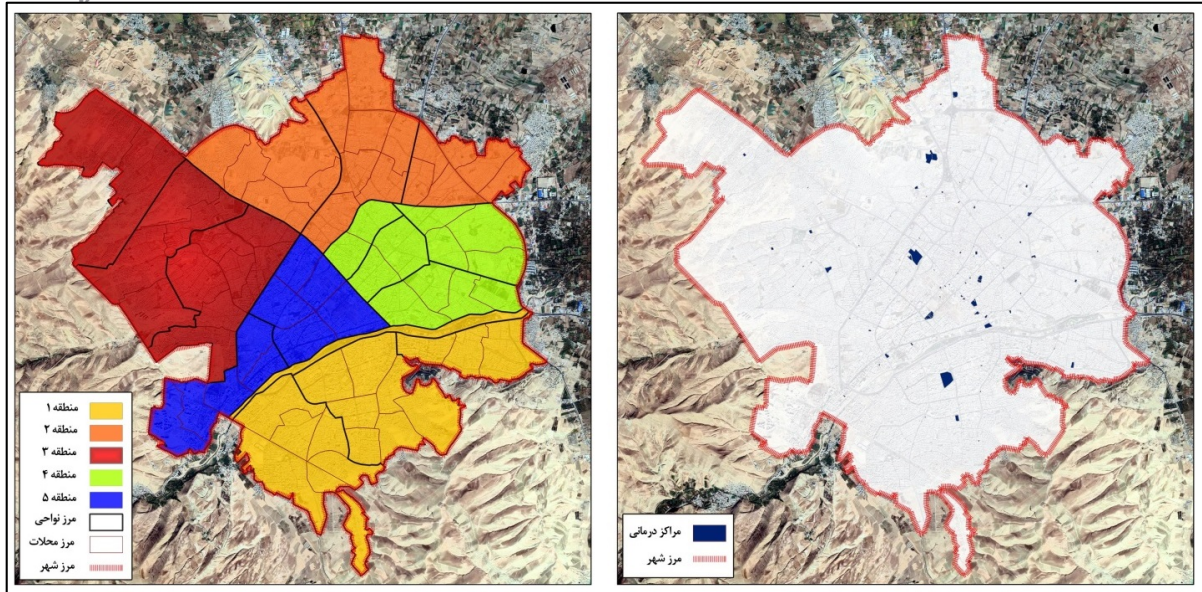 منطقه ۱
منطقه ۲
منطقه ۳
منطقه ۴
منطقه ۵
مرز نواحی
مرز محلات
مرز شهر
مراکز درمانی
مرز شهر